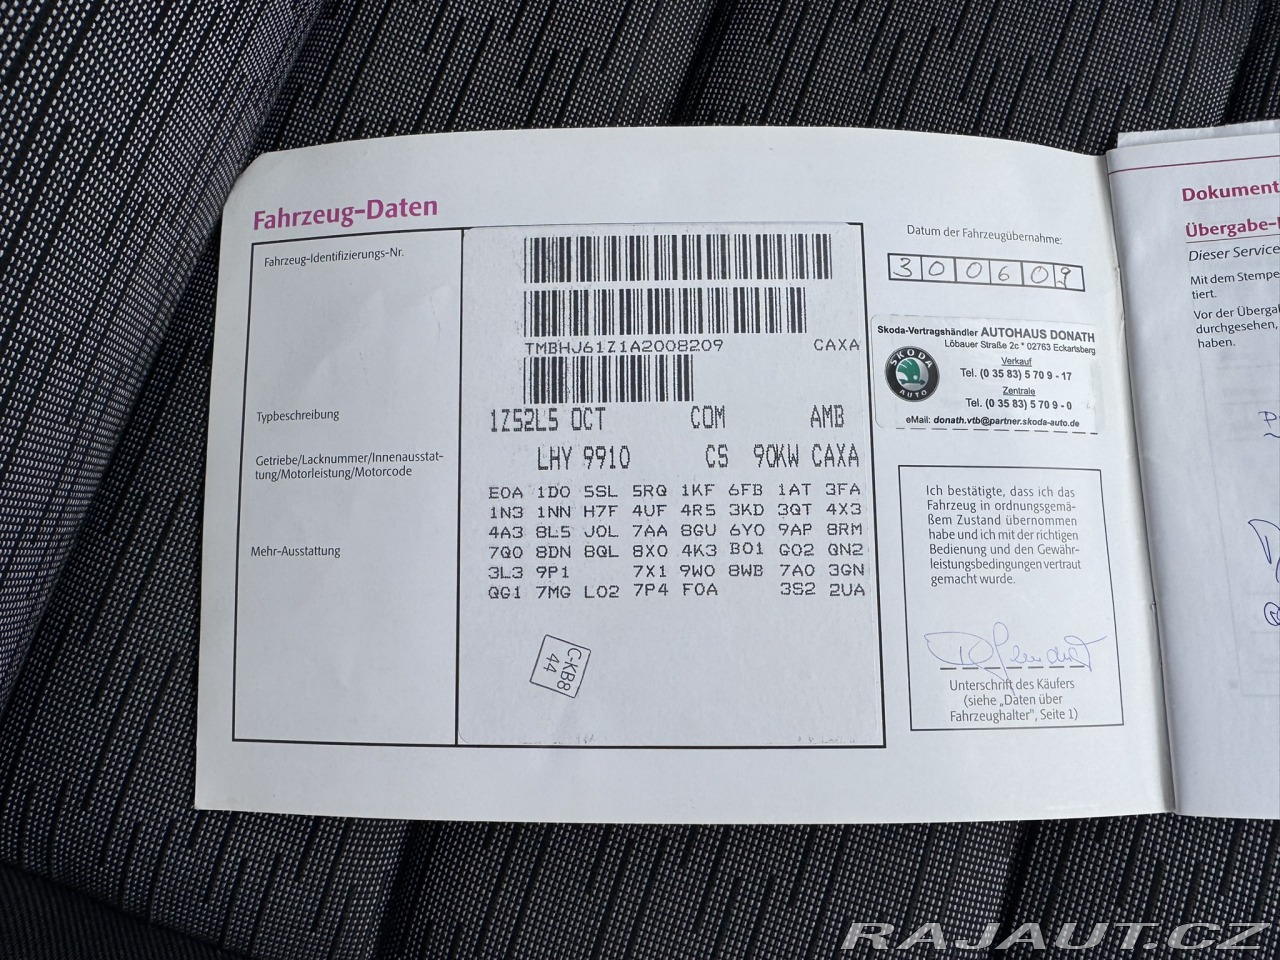 Fahrzeug-Daten
Fahrzeug-Identifizierungs-Nr.
TMBHJ61Z1A2008209 CAXA
Typbeschreibung
1Z52L5 OCT COM AMB
Getriebe/Lacknummer/Innenausstat-
tung/Motorleistung/Motorcode
LHY 9910 CS 90KW CAXA
E0A 1D0 5SL 5RQ 1KF 6FB 1AT 3FA
1N3 1NN H7F 4UF 4R5 3KD 3QT 4X3
4A3 8L5 J0L 7AA 8GU 6Y0 9AP 8RM
Mehr-Ausstattung
7Q0 8DN 8QL 8X0 4K3 B01 G02 QN2
3L3 9P1 7X1 9W0 8WB 7A0 3GN
QG1 7MG L02 7P4 F0A 3S2 2UA
C-KB8
44
Datum der Fahrzeugübernahme:
300609
Skoda-Vertragshändler AUTOHAUS DONATH
Löbauer Straße 2c * 02763 Eckartsberg
Verkauf
Tel. (0 35 83) 5 70 9 - 17
Zentrale
Tel. (0 35 83) 5 70 9 - 0
eMail: donath.vtb@partner.skoda-auto.de
SKODA
AUTO
Ich bestätigte, dass ich das
Fahrzeug in ordnungsgemä-
ßem Zustand übernommen
habe und ich mit der richtigen
Bedienung und den Gewähr-
leistungsbedingungen vertraut
gemacht wurde.
Unterschrift des Käufers
(siehe „Daten über
Fahrzeughalter", Seite 1)
Dokument
Übergabe-
Dieser Service
Mit dem Stempe
tiert.
Vor der Überga
durchgesehen,
haben.
RAJAUT.CZ